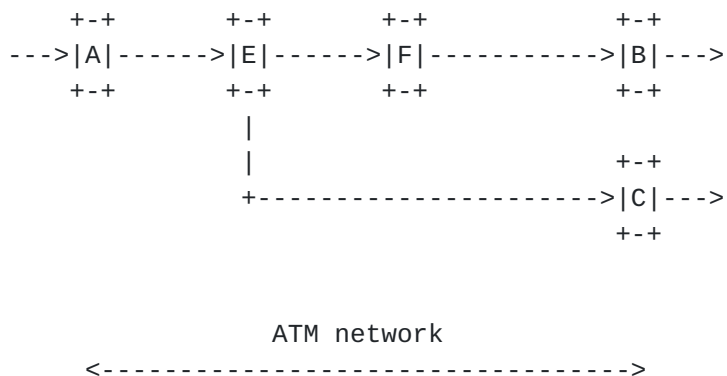 +-+ +-+ +-+ +-+
--->|A|------>|E|------>|F|----------->|B|--->
+-+ +-+ +-+ +-+
|
| +-+
+---------------------->|C|--->
+-+
ATM network
<---------------------------------->